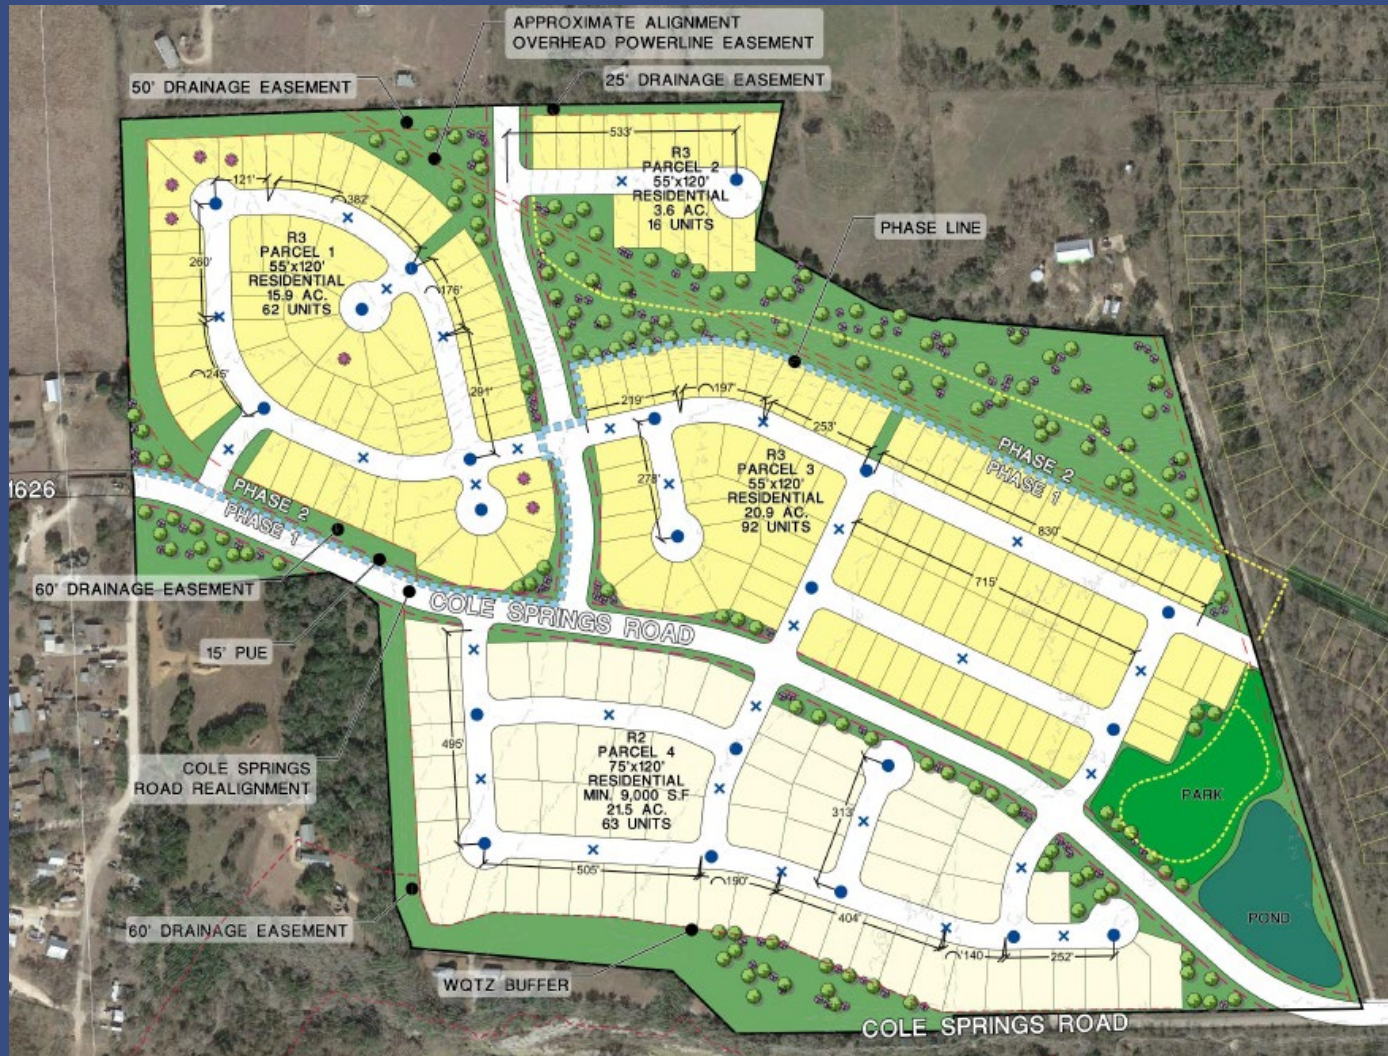 APPROXIMATE ALIGNMENT
OVERHEAD POWERLINE EASEMENT
50' DRAINAGE EASEMENT
25' DRAINAGE EASEMENT
533'
R3
PARCEL 2
55'x120'
RESIDENTIAL
3.6 AC.
16 UNITS
121'
382'
PHASE LINE
R3
PARCEL 1
55'x120'
RESIDENTIAL
15.9 AC.
62 UNITS
260'
176'
245'
291'
219'
197'
253'
R3
PARCEL 3
55'x120'
RESIDENTIAL
20.9 AC.
92 UNITS
278'
PHASE 2
PHASE 1
1626
PHASE 2
PHASE 1
830'
715'
60' DRAINAGE EASEMENT
COLE SPRINGS ROAD
15' PUE
495'
R2
PARCEL 4
75'x120'
RESIDENTIAL
MIN. 9,000 S.F
21.5 AC.
63 UNITS
COLE SPRINGS
ROAD REALIGNMENT
313'
PARK
505'
190'
404'
60' DRAINAGE EASEMENT
POND
140
252'
WQTZ BUFFER
COLE SPRINGS ROAD